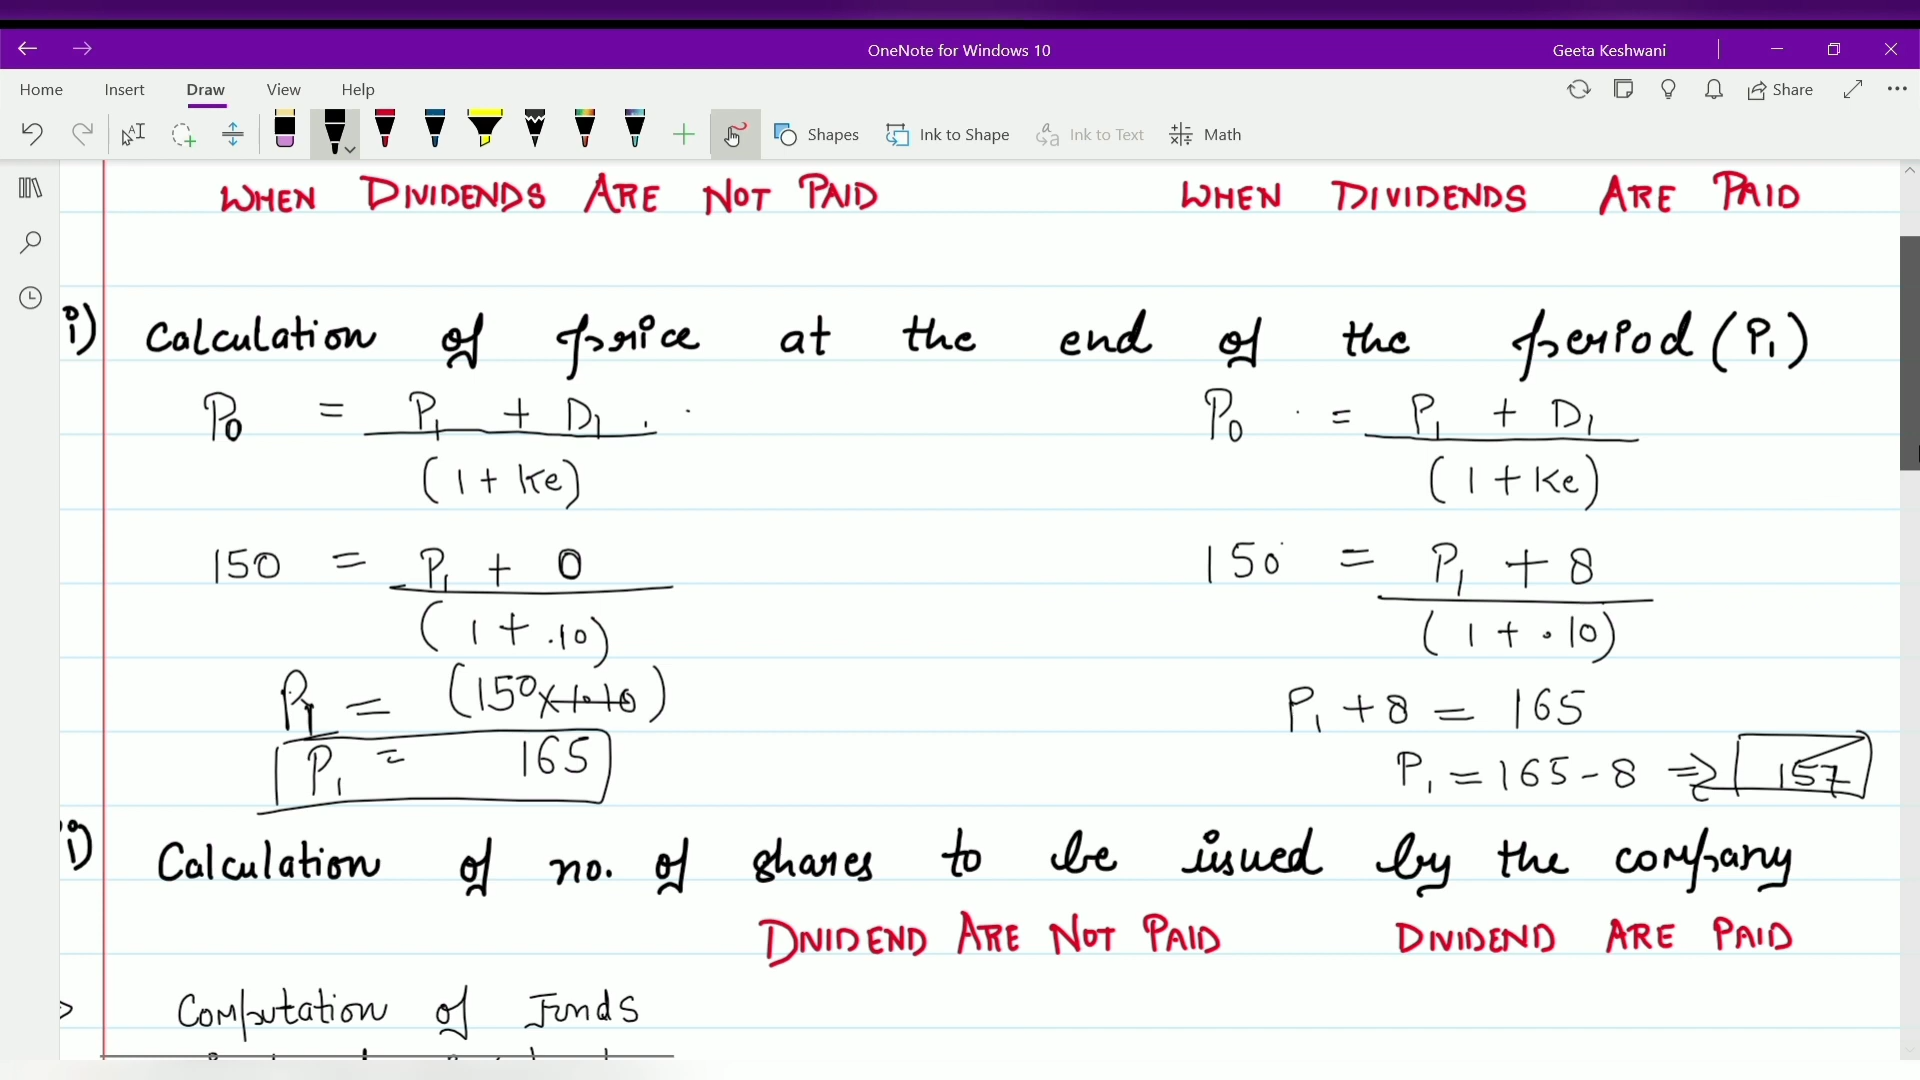 OneNote for Windows 10
Geeta Keshwani
Home Insert Draw View Help
Share
Shapes Ink to Shape Ink to Text Math
WHEN DIVIDENDS ARE NOT PAID WHEN DIVIDENDS ARE PAID
i) Calculation of price at the end of the period (P1)
P0 = P1 + D1 P0 = P1 + D1
(1 + Ke) (1 + Ke)
150 = P1 + 0 150 = P1 + 8
(1 + .10) (1 + .10)
P1 = (150×1.10) P1 + 8 = 165
P1 = 165 P1 = 165 - 8 => 157
i) Calculation of no. of shares to be issued by the company
DIVIDEND ARE NOT PAID DIVIDEND ARE PAID
Computation of Funds